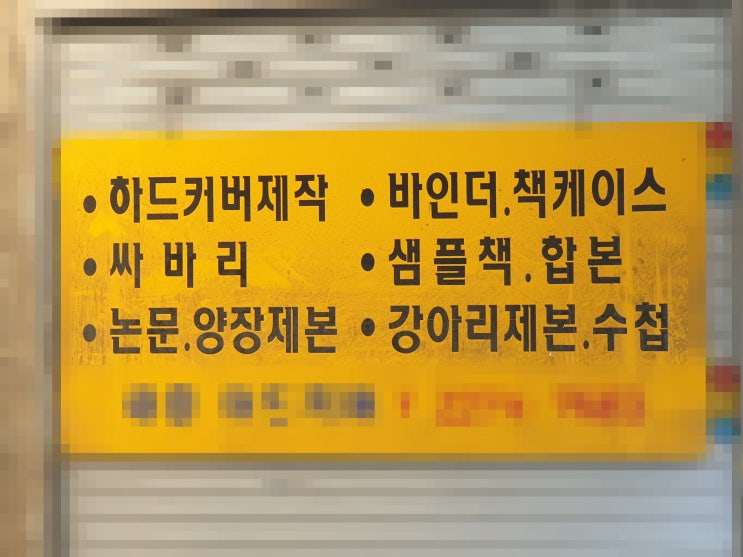 • 하드커버제작 • 바인더.책케이스
• 싸바리 • 샘플책.합본
• 논문.양장제본 • 강아리제본.수첩